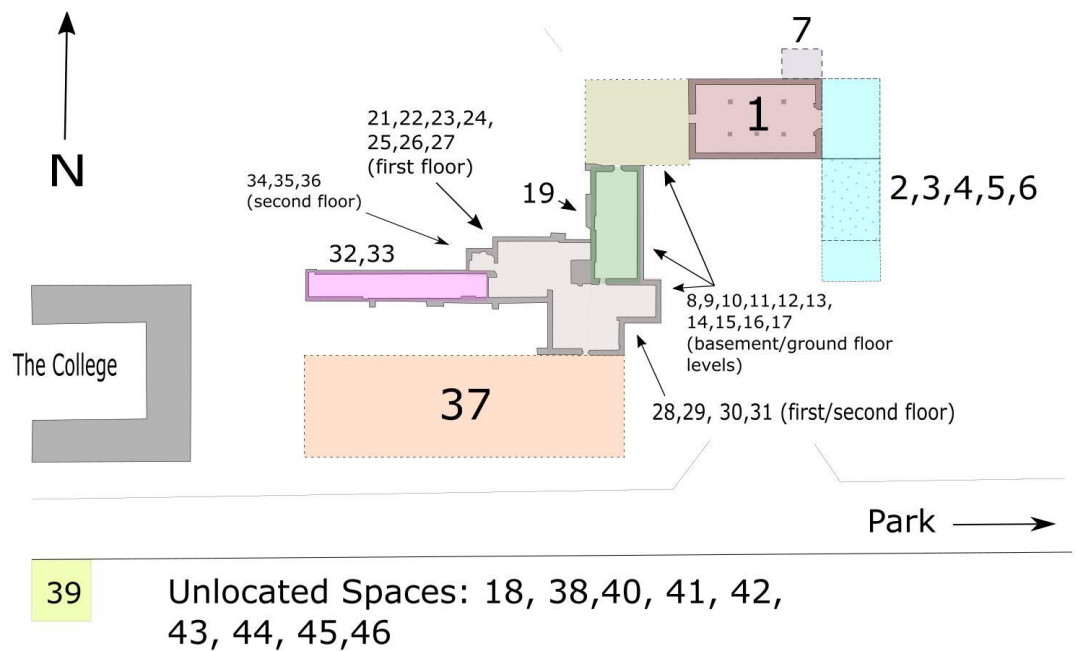 7
1
N
21,22,23,24,
25,26,27
(first floor)
34,35,36
(second floor)
19
2,3,4,5,6
32,33
8,9,10,11,12,13,
14,15,16,17
(basement/ground floor
levels)
The College
37
28,29, 30,31 (first/second floor)
Park
39
Unlocated Spaces: 18, 38,40, 41, 42,
43, 44, 45,46